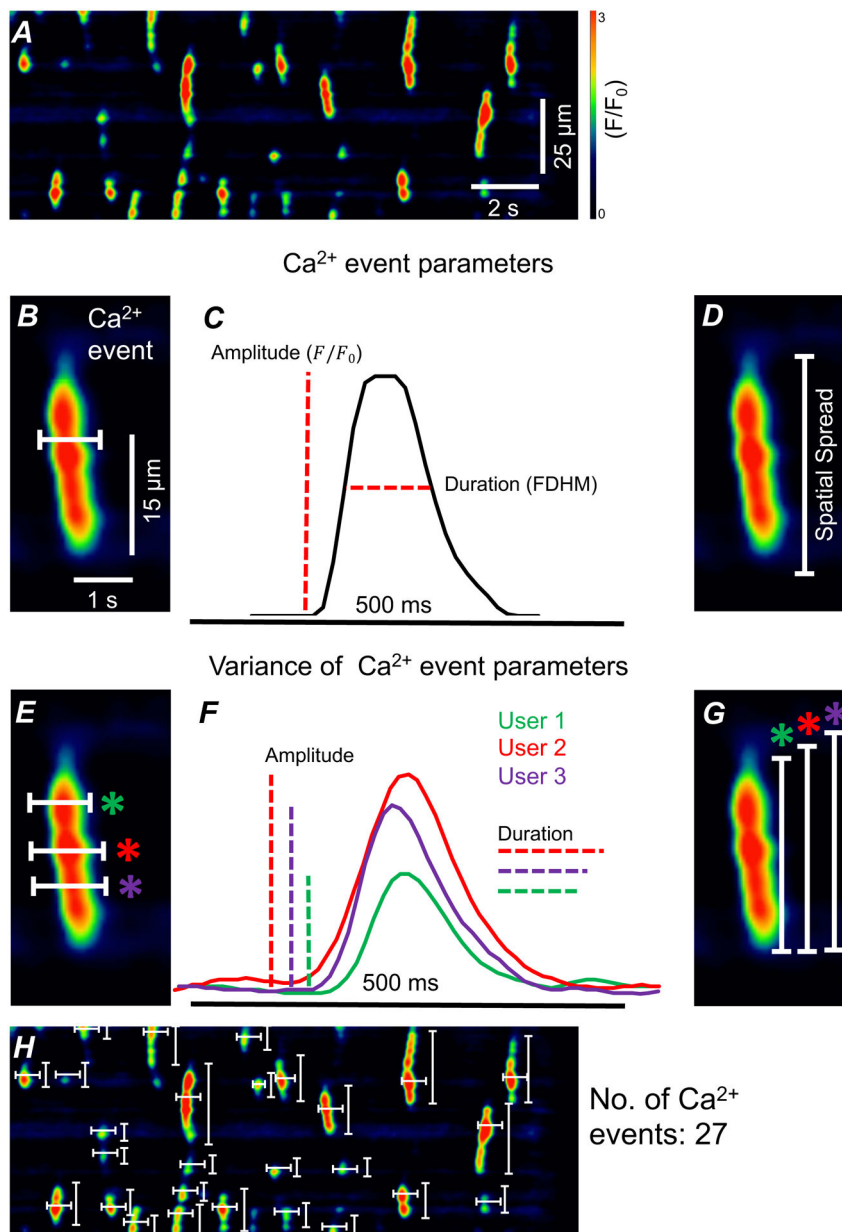 A
3
(F/F₀)
0
25 µm
2 s
Ca²⁺ event parameters
B
Ca²⁺
event
15 µm
1 s
C
Amplitude (F/F₀)
Duration (FDHM)
500 ms
D
Spatial Spread
Variance of Ca²⁺ event parameters
E
*
*
*
F
Amplitude
User 1
User 2
User 3
Duration
500 ms
G
* * *
H
No. of Ca²⁺
events: 27